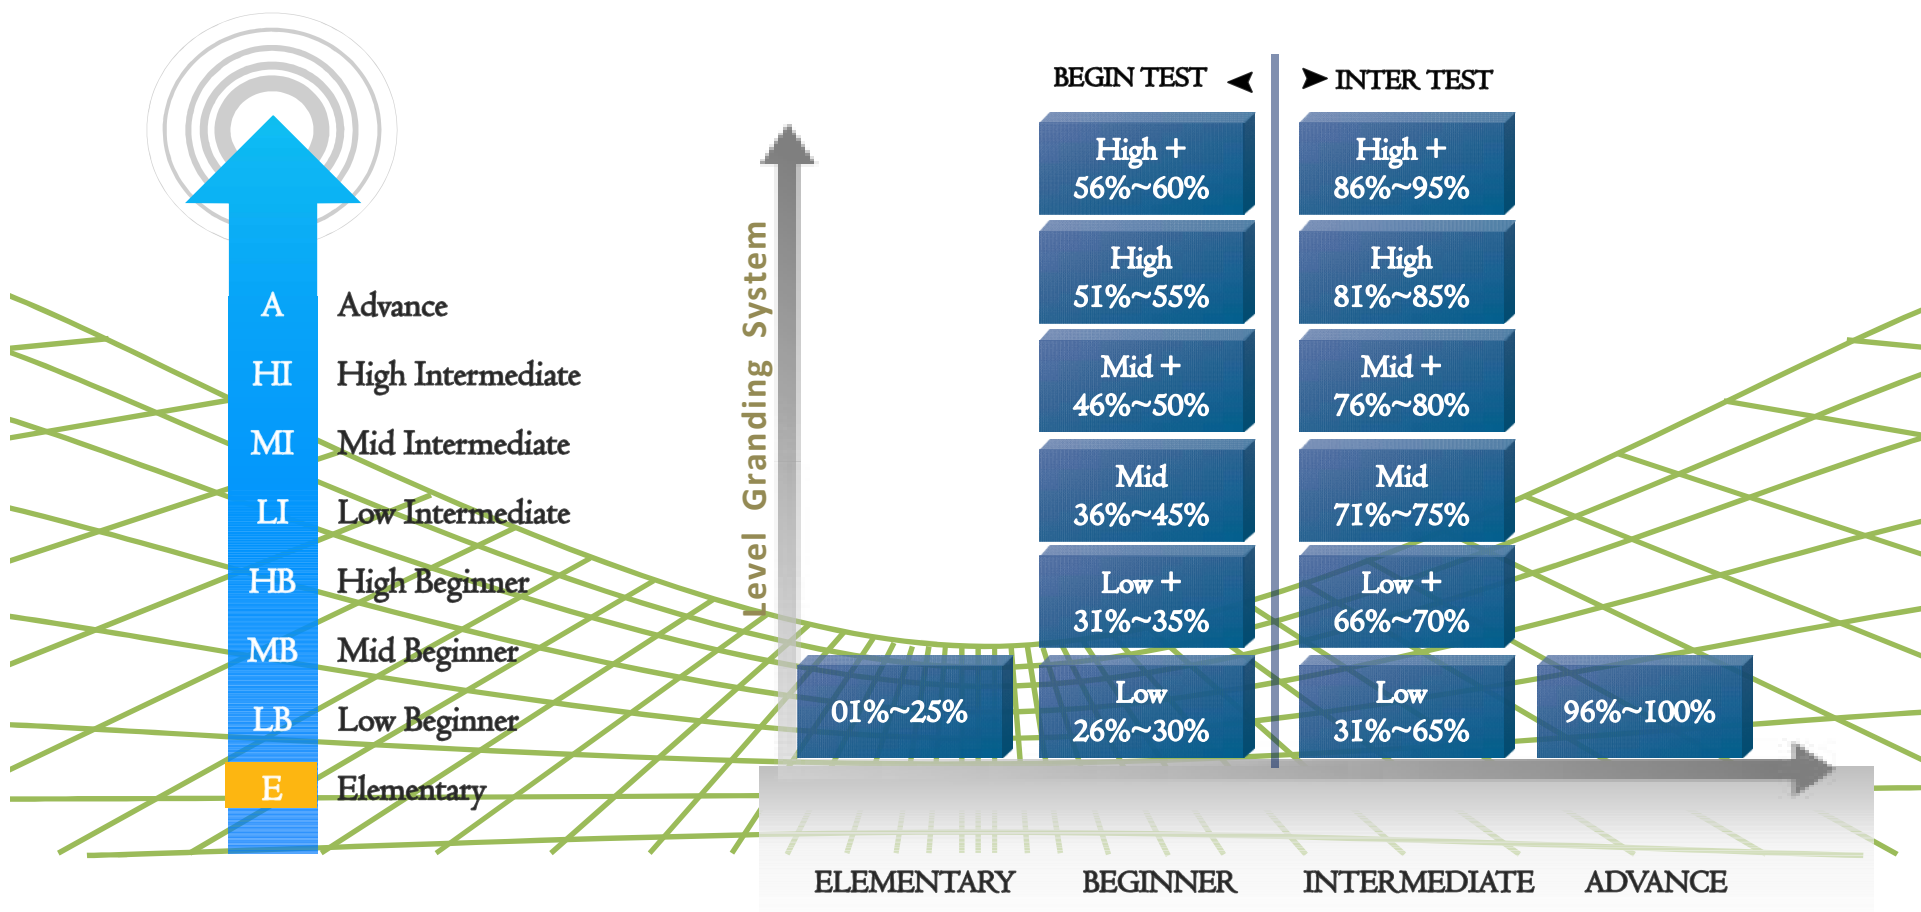 A Advance
HI High Intermediate
MI Mid Intermediate
LI Low Intermediate
HB High Beginner
MB Mid Beginner
LB Low Beginner
E Elementary
Level Granding System
BEGIN TEST
INTER TEST
High +
56%~60%
High +
86%~95%
High
51%~55%
High
81%~85%
Mid +
46%~50%
Mid +
76%~80%
Mid
36%~45%
Mid
71%~75%
Low +
31%~35%
Low +
66%~70%
01%~25%
Low
26%~30%
Low
31%~65%
96%~100%
ELEMENTARY
BEGINNER
INTERMEDIATE
ADVANCE